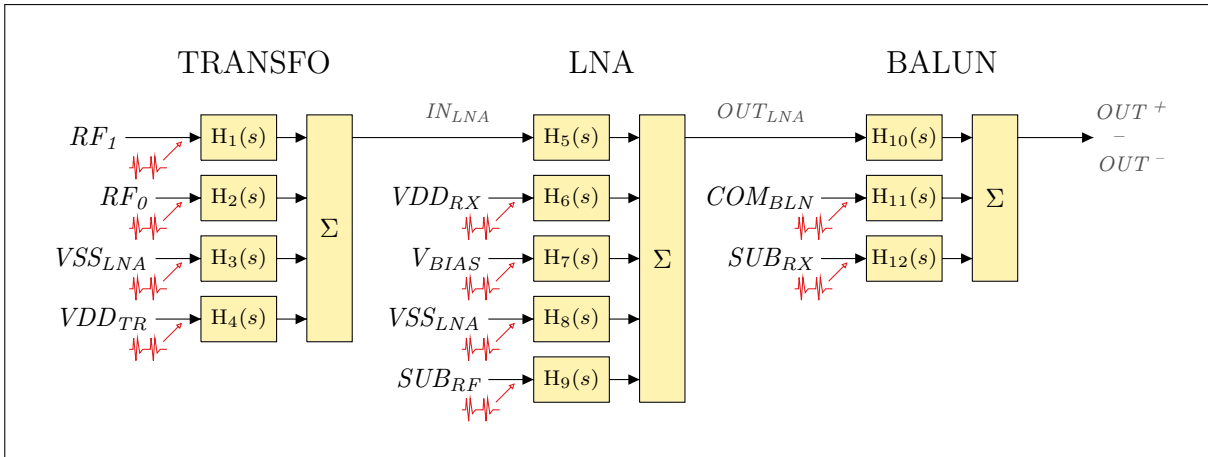 TRANSFO LNA BALUN
RF₁ H₁(s) IN_LNA H₅(s) OUT_LNA H₁₀(s) OUT⁺
–
OUT⁻
RF₀ H₂(s) VDD_RX H₆(s) COM_BLN H₁₁(s)
Σ Σ Σ
VSS_LNA H₃(s) V_BIAS H₇(s) SUB_RX H₁₂(s)
VDD_TR H₄(s) VSS_LNA H₈(s)
SUB_RF H₉(s)